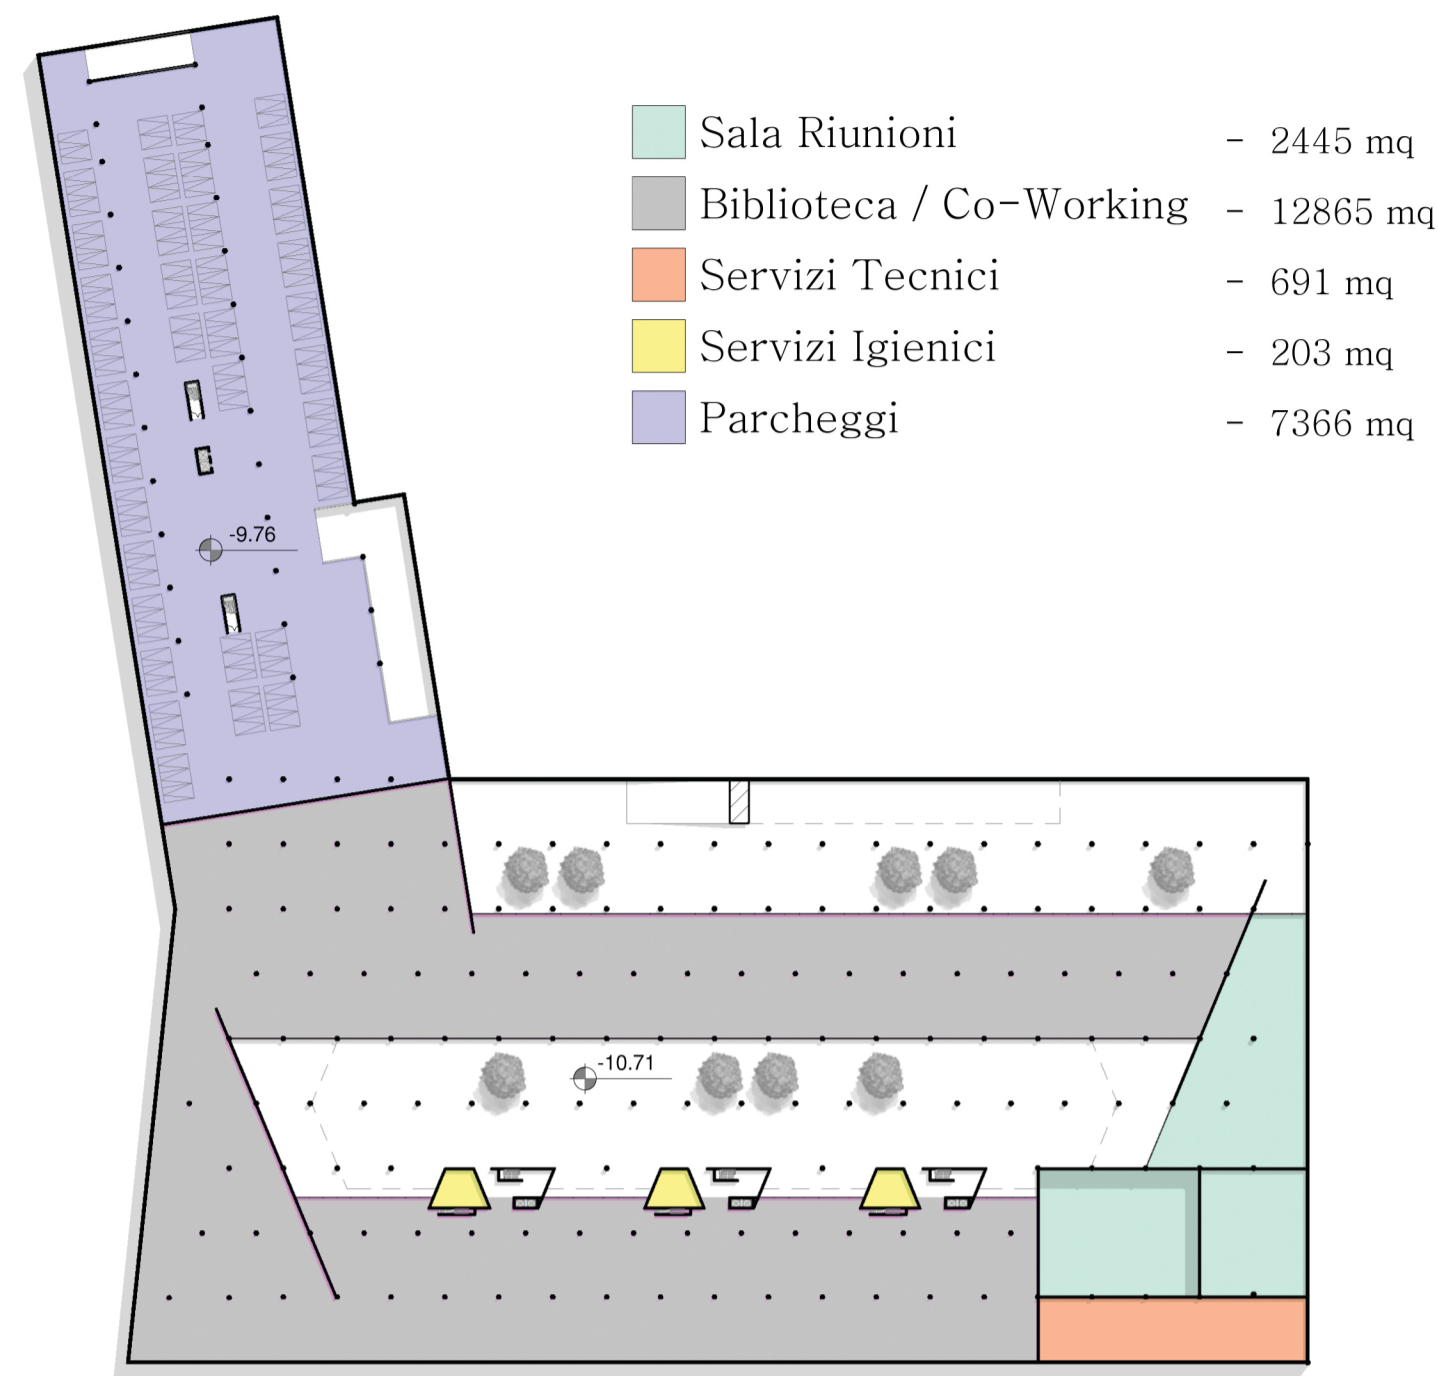 Sala Riunioni - 2445 mq
Biblioteca / Co-Working - 12865 mq
Servizi Tecnici - 691 mq
Servizi Igienici - 203 mq
Parcheggi - 7366 mq
-9.76
-10.71